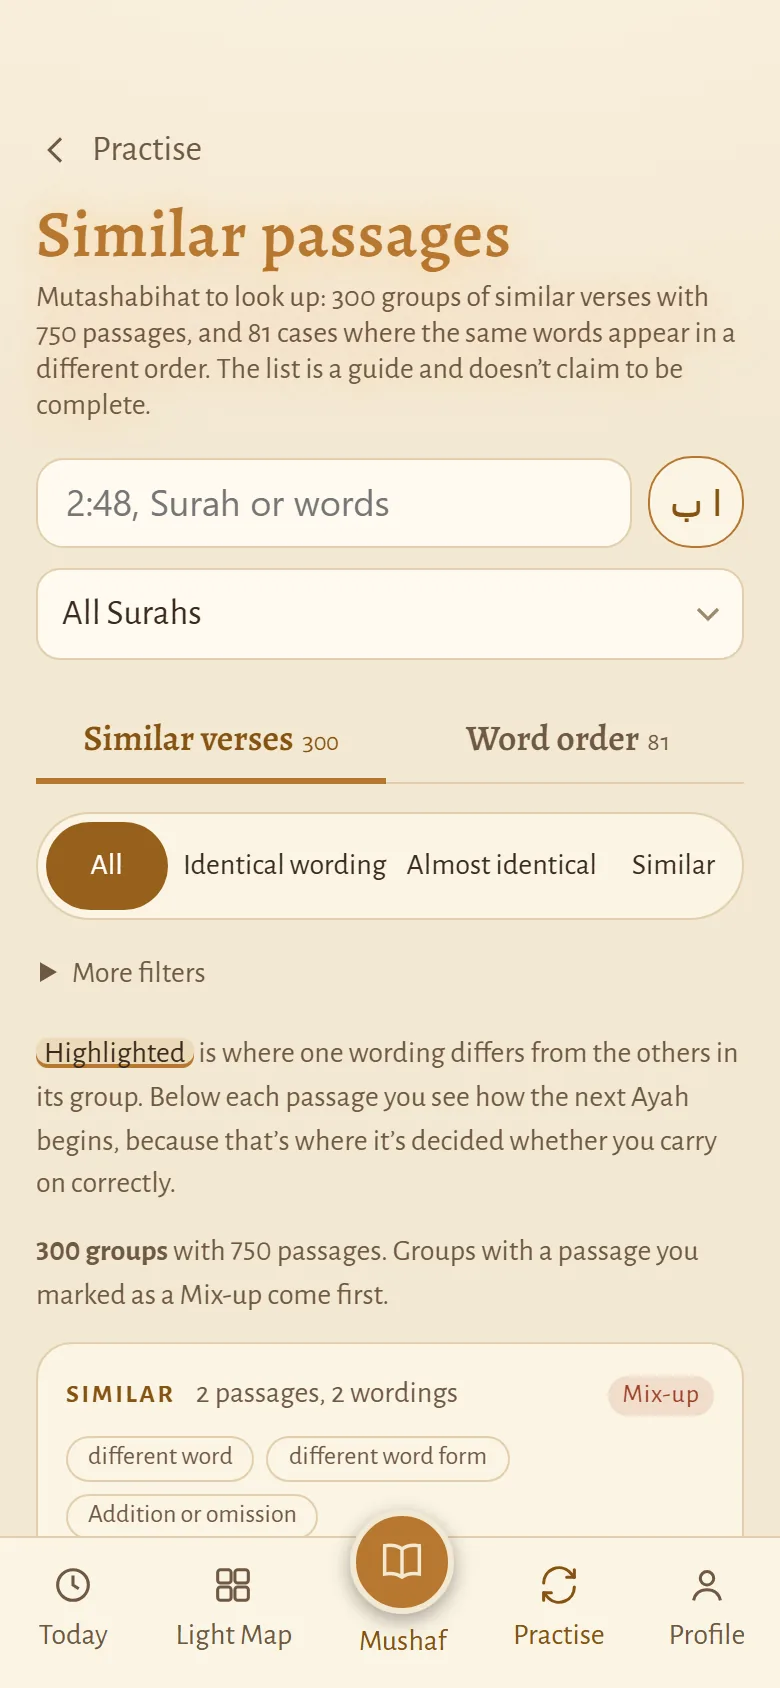 Practise
Similar passages
Mutashabihat to look up: 300 groups of similar verses with
750 passages, and 81 cases where the same words appear in a
different order. The list is a guide and doesn’t claim to be
complete.
2:48, Surah or words
ا ب
All Surahs
Similar verses 300
Word order 81
All
Identical wording
Almost identical
Similar
More filters
Highlighted is where one wording differs from the others in
its group. Below each passage you see how the next Ayah
begins, because that’s where it’s decided whether you carry
on correctly.
300 groups with 750 passages. Groups with a passage you
marked as a Mix-up come first.
SIMILAR 2 passages, 2 wordings
Mix-up
different word
different word form
Addition or omission
Today
Light Map
Mushaf
Practise
Profile